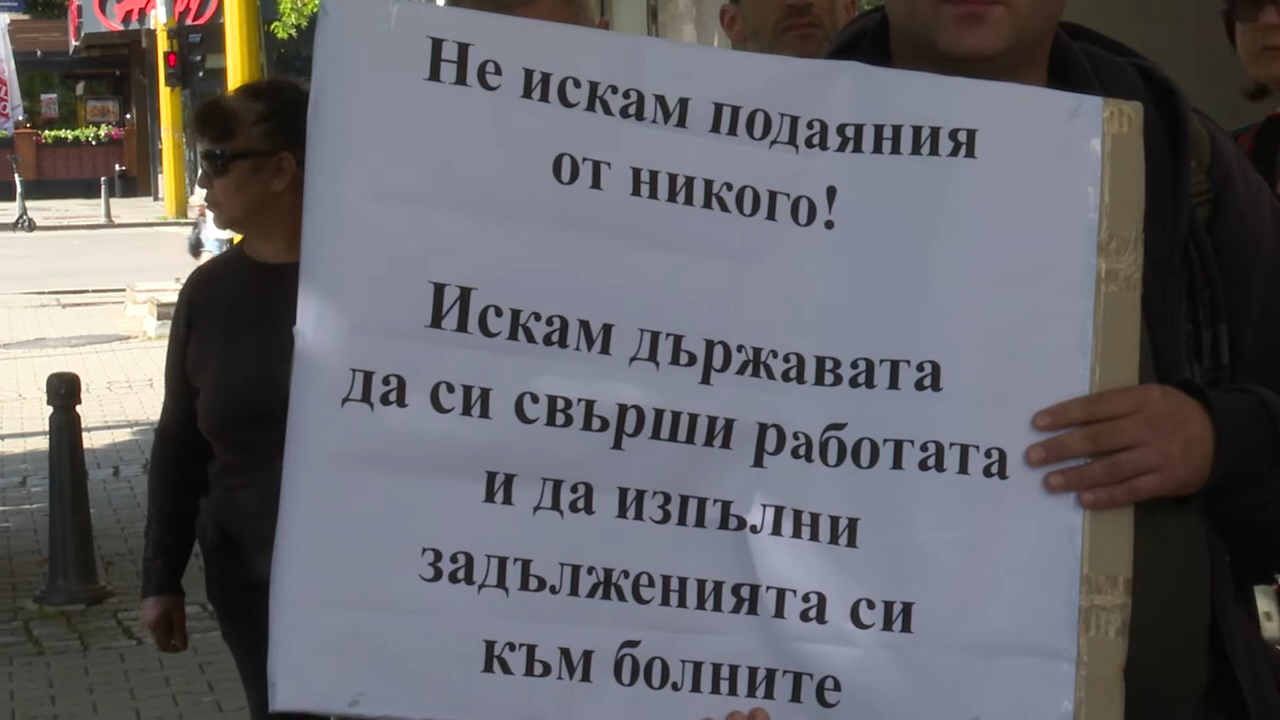 Не искам подаяния
от никого!
Искам държавата
да си свърши работата
и да изпълни
задълженията си
към болните